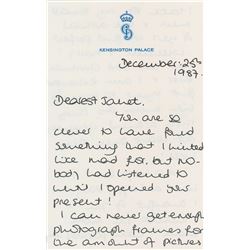 KENSINGTON PALACE
December. 25th
1987.
Dearest Janet,
You are so
clever to have found
something that I hinted
like mad for, but no-
body had listened to
until I opened your
present!
I can never get enough
photograph frames for
the amount of pictures